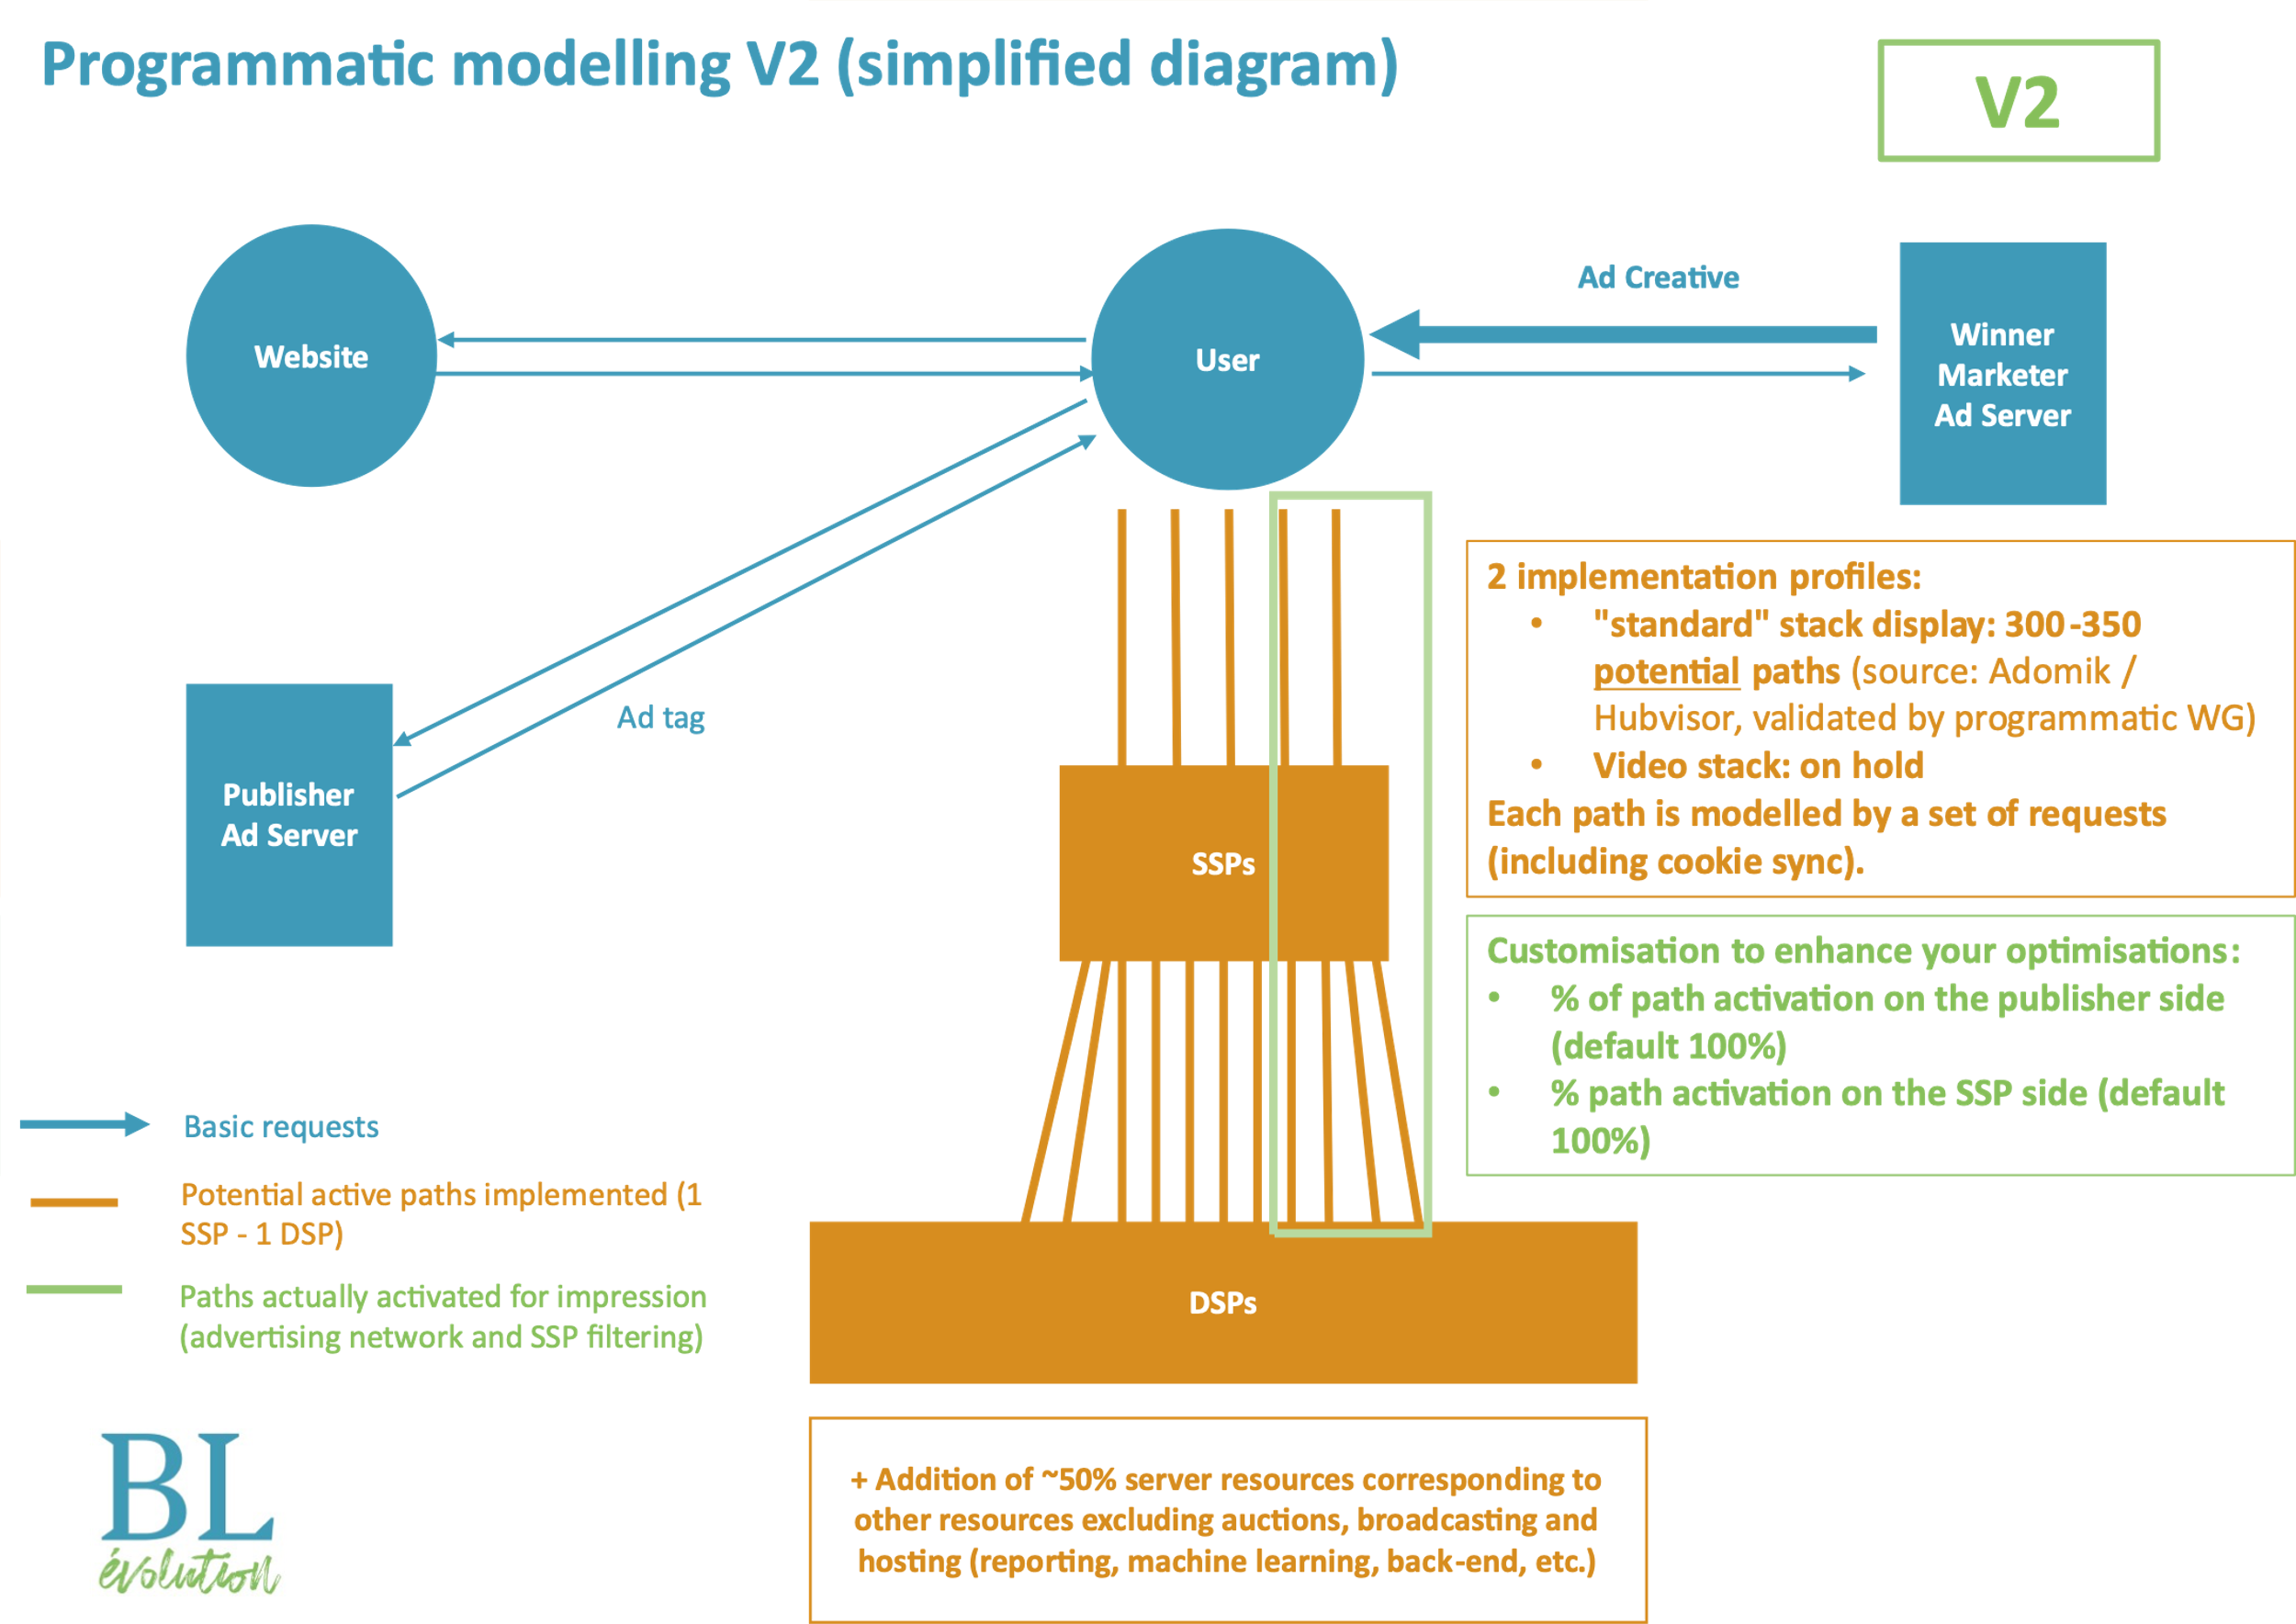 Programmatic modelling V2 (simplified diagram)
V2
Website
User
Ad Creative
Winner
Marketer
Ad Server
Ad tag
Publisher
Ad Server
SSPs
DSPs
2 implementation profiles:
• "standard" stack display: 300-350
potential paths (source: Adomik /
Hubvisor, validated by programmatic WG)
• Video stack: on hold
Each path is modelled by a set of requests
(including cookie sync).
Customisation to enhance your optimisations:
• % of path activation on the publisher side
(default 100%)
• % path activation on the SSP side (default
100%)
Basic requests
Potential active paths implemented (1
SSP - 1 DSP)
Paths actually activated for impression
(advertising network and SSP filtering)
+ Addition of ~50% server resources corresponding to
other resources excluding auctions, broadcasting and
hosting (reporting, machine learning, back-end, etc.)
BL
évolution